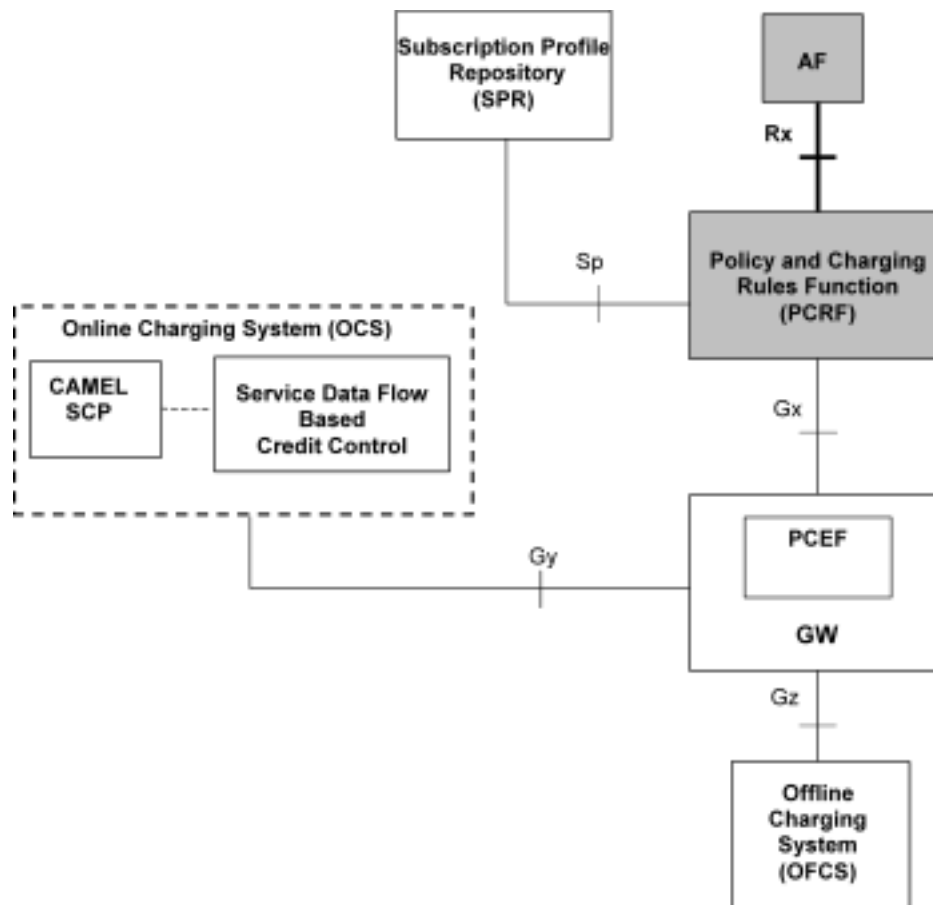 Subscription Profile
Repository
(SPR)
AF
Rx
Policy and Charging
Rules Function
(PCRF)
Sp
Online Charging System (OCS)
CAMEL
SCP
Service Data Flow
Based
Credit Control
Gx
PCEF
Gy
GW
Gz
Offline
Charging
System
(OFCS)